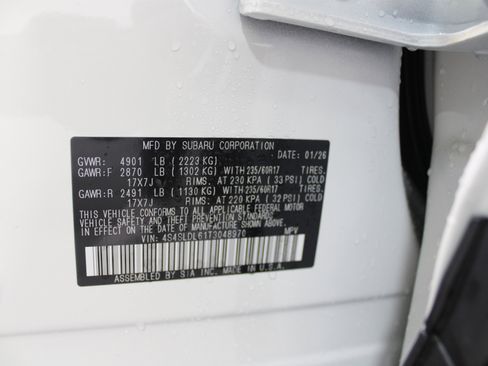 MFD BY SUBARU CORPORATION
DATE: 01/26
GVWR: 4901 LB (2223 KG)
GAWR:F 2870 LB (1302 KG) WITH 235/60R17 TIRES.
17X7J RIMS. AT 230 KPA (33 PSI) COLD
GAWR:R 2491 LB (1130 KG) WITH 235/60R17 TIRES.
17X7J RIMS. AT 220 KPA (32 PSI) COLD
THIS VEHICLE CONFORMS TO ALL APPLICABLE FEDERAL MOTOR
VEHICLE SAFETY AND BUMPER STANDARDS
IN EFFECT ON THE DATE OF MANUFACTURE SHOWN ABOVE.
VIN: 4S4SLDL61T3048970 MPV
ASSEMBLED BY S I A INC. MADE IN U.S.A.